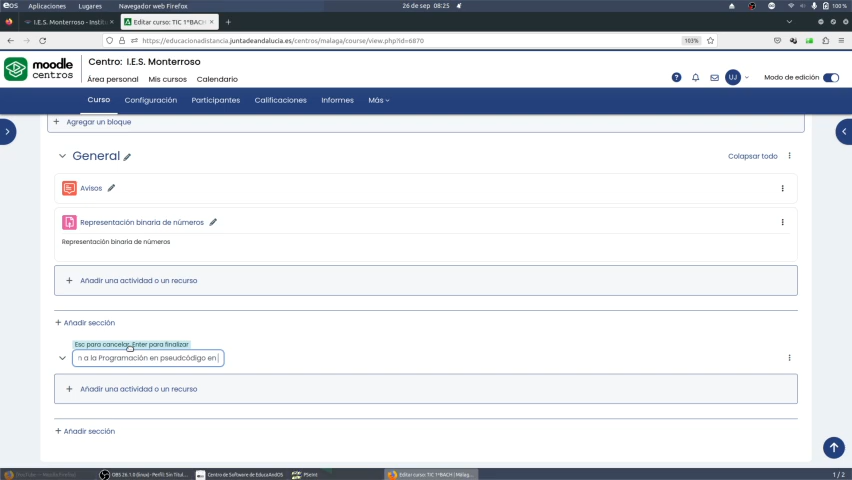 eos Aplicaciones Lugares Navegador web Firefox 26 de sep 08:25 100 %
I.E.S. Monterroso - Institu Editar curso: TIC 1ºBACH
https://educacionadistancia.juntadeandalucia.es/centros/malaga/course/view.php?id=6870 103%
moodle
centros
Centro: I.E.S. Monterroso
Área personal Mis cursos Calendario
UJ Modo de edición
Curso Configuración Participantes Calificaciones Informes Más
+ Agregar un bloque
General
Colapsar todo
Avisos
Representación binaria de números
Representación binaria de números
+ Añadir una actividad o un recurso
+ Añadir sección
Esc para cancelar, Enter para finalizar
n a la Programación en pseudcódigo en
+ Añadir una actividad o un recurso
+ Añadir sección
OBS 26.1.0 (linux) - Perfil: Sin Títul... Centro de Software de EducaAndOS PSeInt Editar curso: TIC 1ºBACH | Málag... 1 / 2